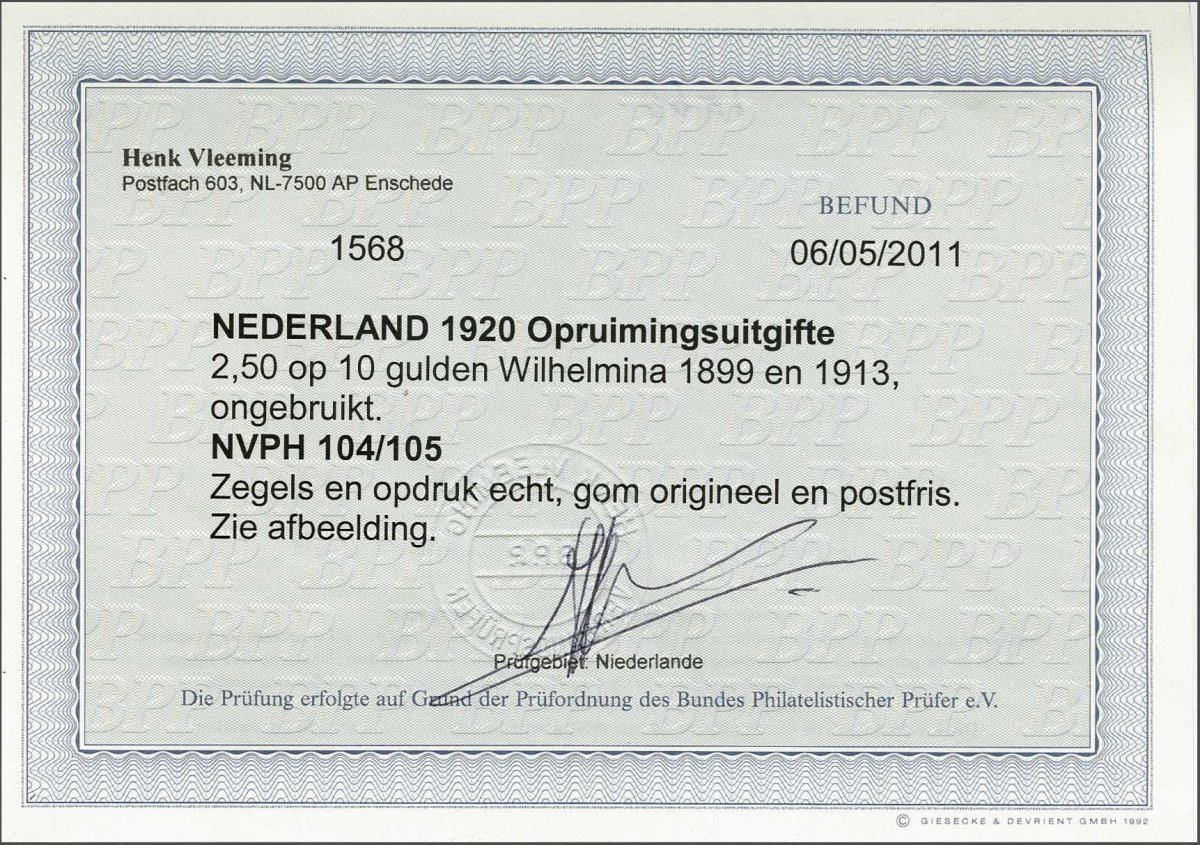 Henk Vleeming
Postfach 603, NL-7500 AP Enschede
BEFUND
1568
06/05/2011
NEDERLAND 1920 Opruimingsuitgifte
2,50 op 10 gulden Wilhelmina 1899 en 1913,
ongebruikt.
NVPH 104/105
Zegels en opdruk echt, gom origineel en postfris.
Zie afbeelding.
BPP
Prüfgebiet: Niederlande
Die Prüfung erfolgte auf Grund der Prüfordnung des Bundes Philatelistischer Prüfer e.V.
© GIESECKE & DEVRIENT GMBH 1992